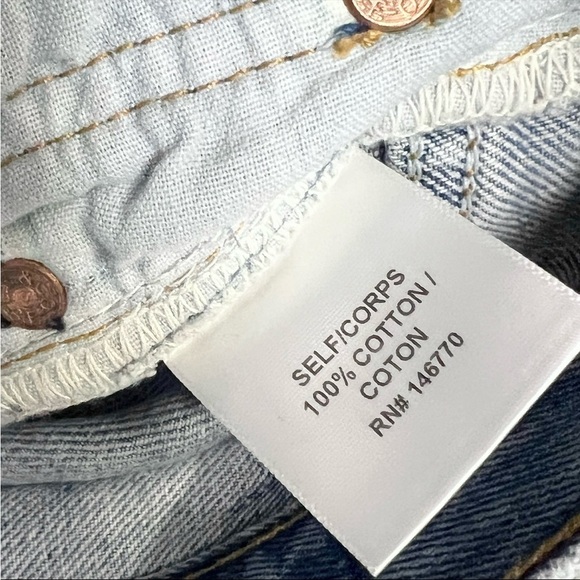 SELF/CORPS
100% COTTON /
COTON
RN# 146770